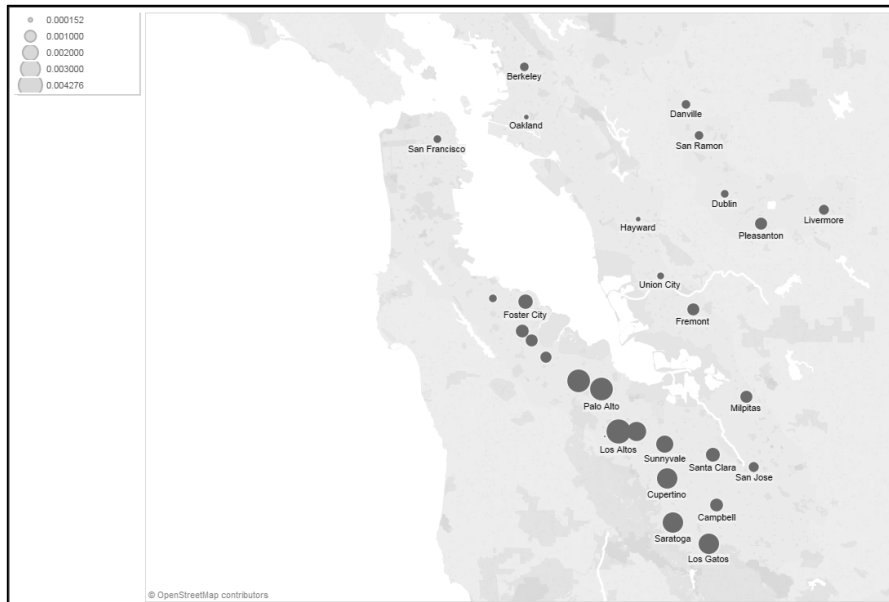 0.000152
0.001000
0.002000
0.003000
0.004276
Berkeley
Danville
Oakland
San Ramon
San Francisco
Dublin
Livermore
Hayward
Pleasanton
Union City
Foster City
Fremont
Palo Alto
Milpitas
Los Altos
Sunnyvale
Santa Clara
San Jose
Cupertino
Campbell
Saratoga
Los Gatos
© OpenStreetMap contributors